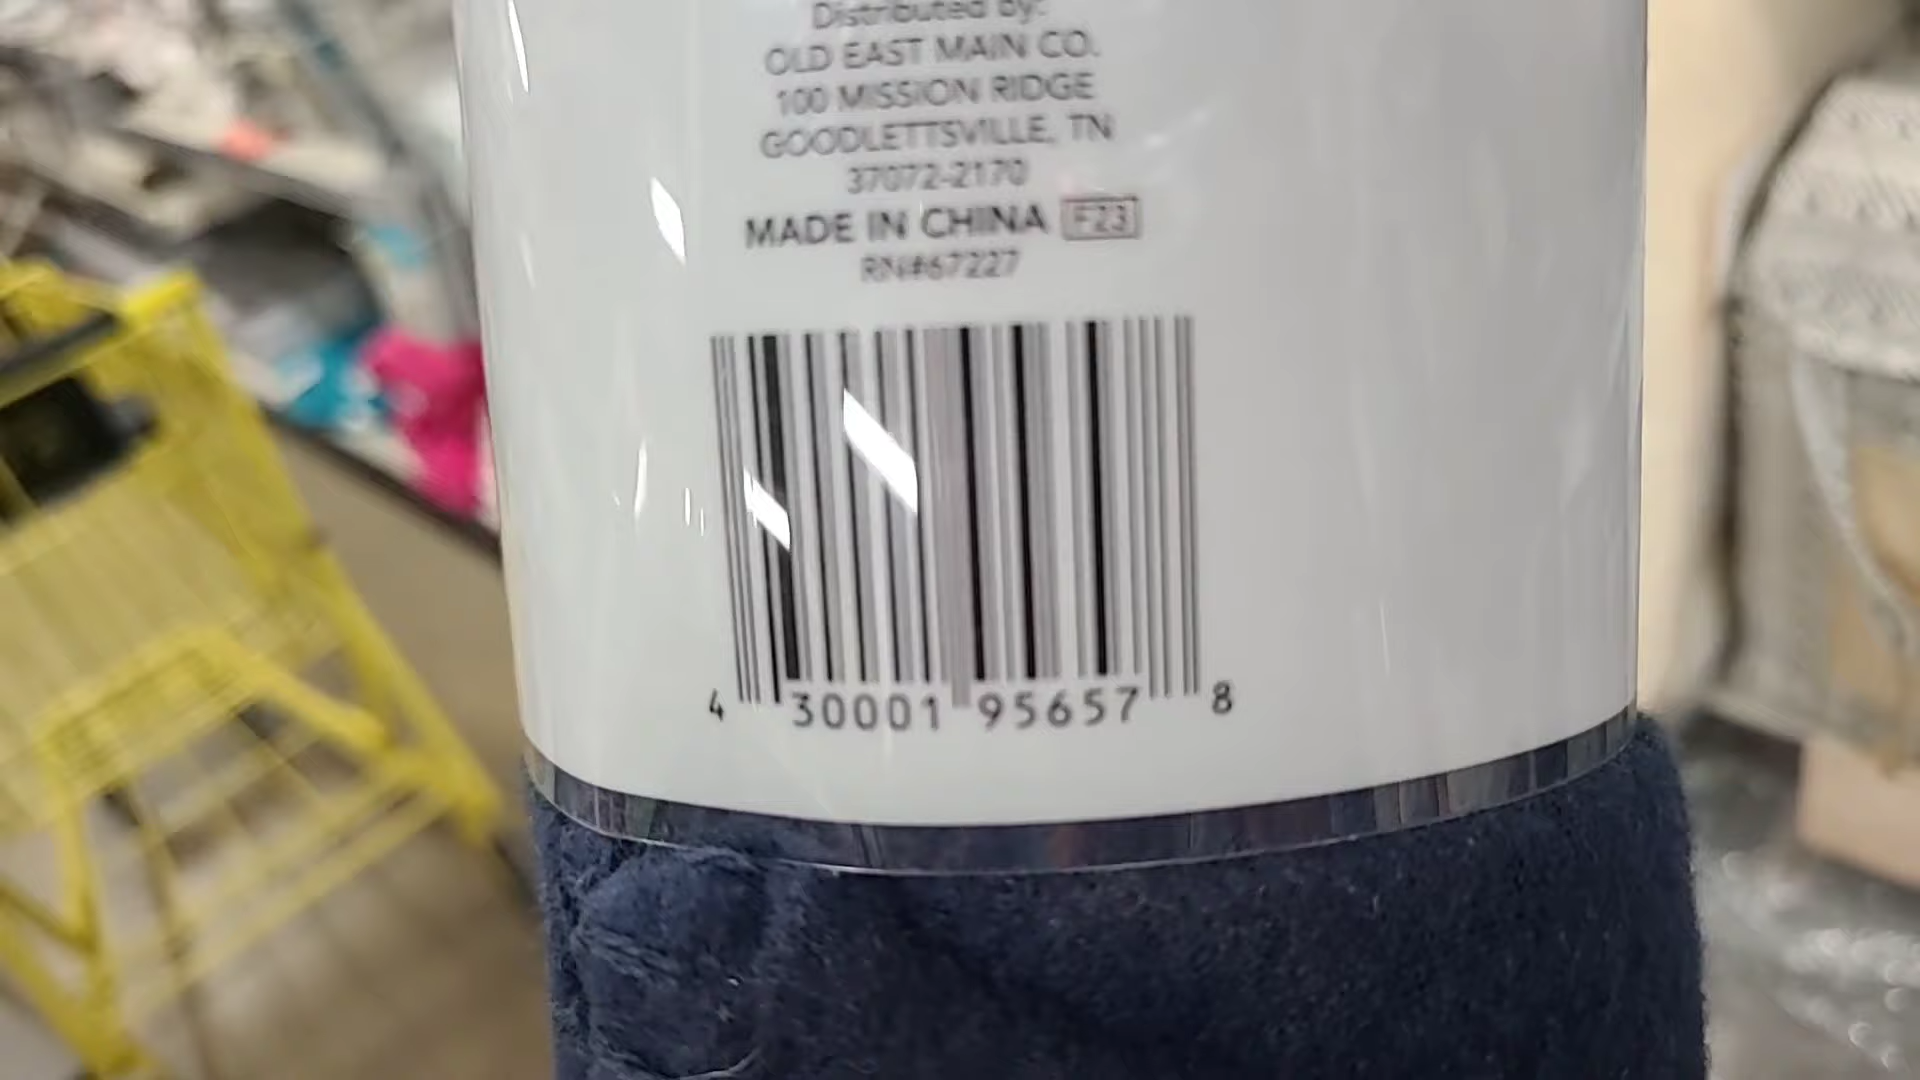 Distributed by:
OLD EAST MAIN CO.
100 MISSION RIDGE
GOODLETTSVILLE, TN
37072-2170
MADE IN CHINA F23
RN#67227
4 30001 95657 8